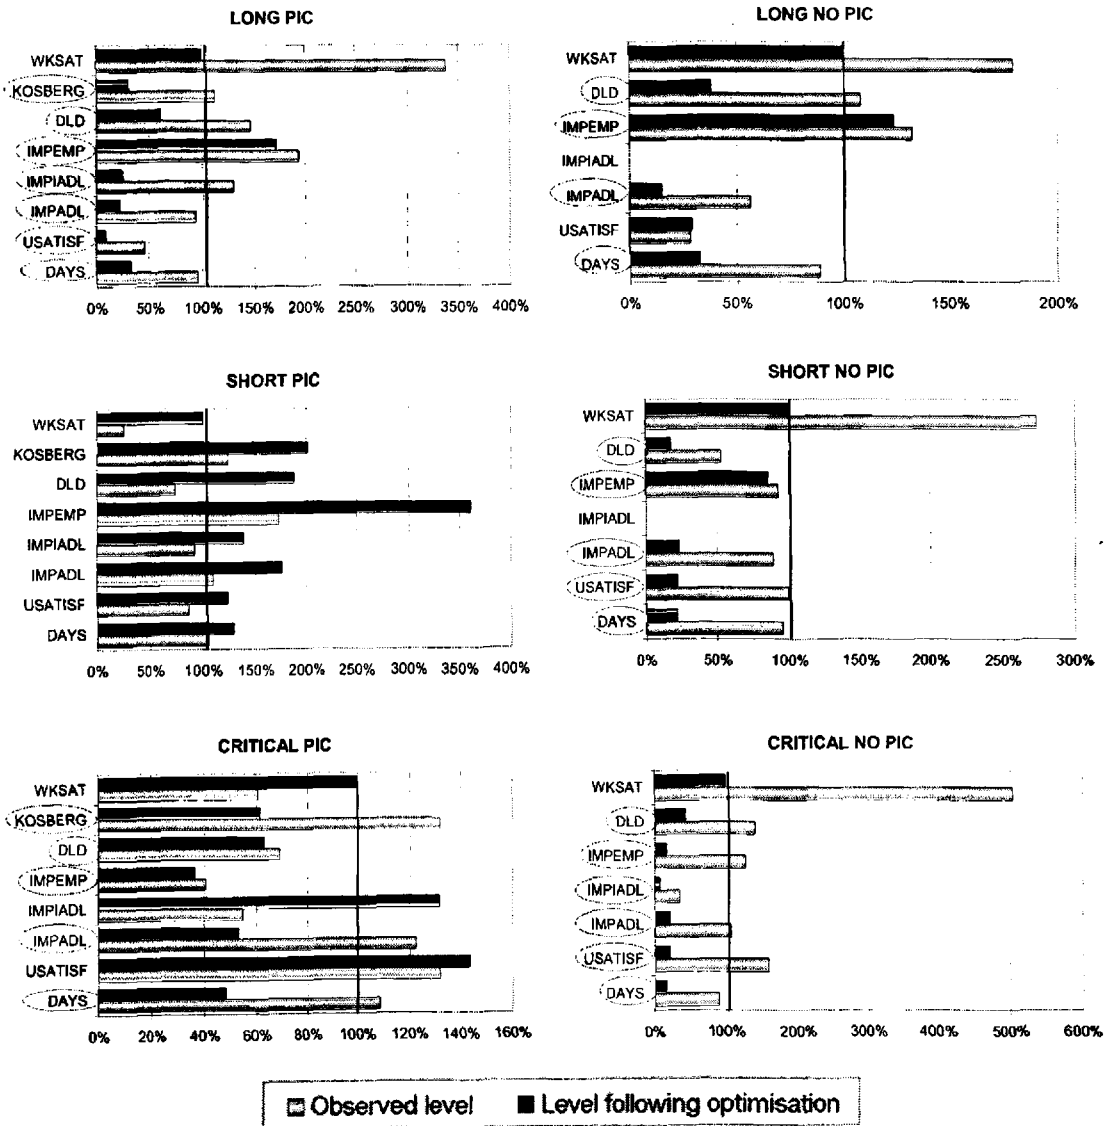 LONG PIC
WKSAT
KOSBERG
DLD
IMPEMP
IMPIADL
IMPADL
USATISF
DAYS
0% 50% 100% 150% 200% 250% 300% 350% 400%
LONG NO PIC
WKSAT
DLD
IMPEMP
IMPIADL
IMPADL
USATISF
DAYS
0% 50% 100% 150% 200%
SHORT PIC
WKSAT
KOSBERG
DLD
IMPEMP
IMPIADL
IMPADL
USATISF
DAYS
0% 50% 100% 150% 200% 250% 300% 350% 400%
SHORT NO PIC
WKSAT
DLD
IMPEMP
IMPIADL
IMPADL
USATISF
DAYS
0% 50% 100% 150% 200% 250% 300%
CRITICAL PIC
WKSAT
KOSBERG
DLD
IMPEMP
IMPIADL
IMPADL
USATISF
DAYS
0% 20% 40% 60% 80% 100% 120% 140% 160%
CRITICAL NO PIC
WKSAT
DLD
IMPEMP
IMPIADL
IMPADL
USATISF
DAYS
0% 100% 200% 300% 400% 500% 600%
Observed level Level following optimisation